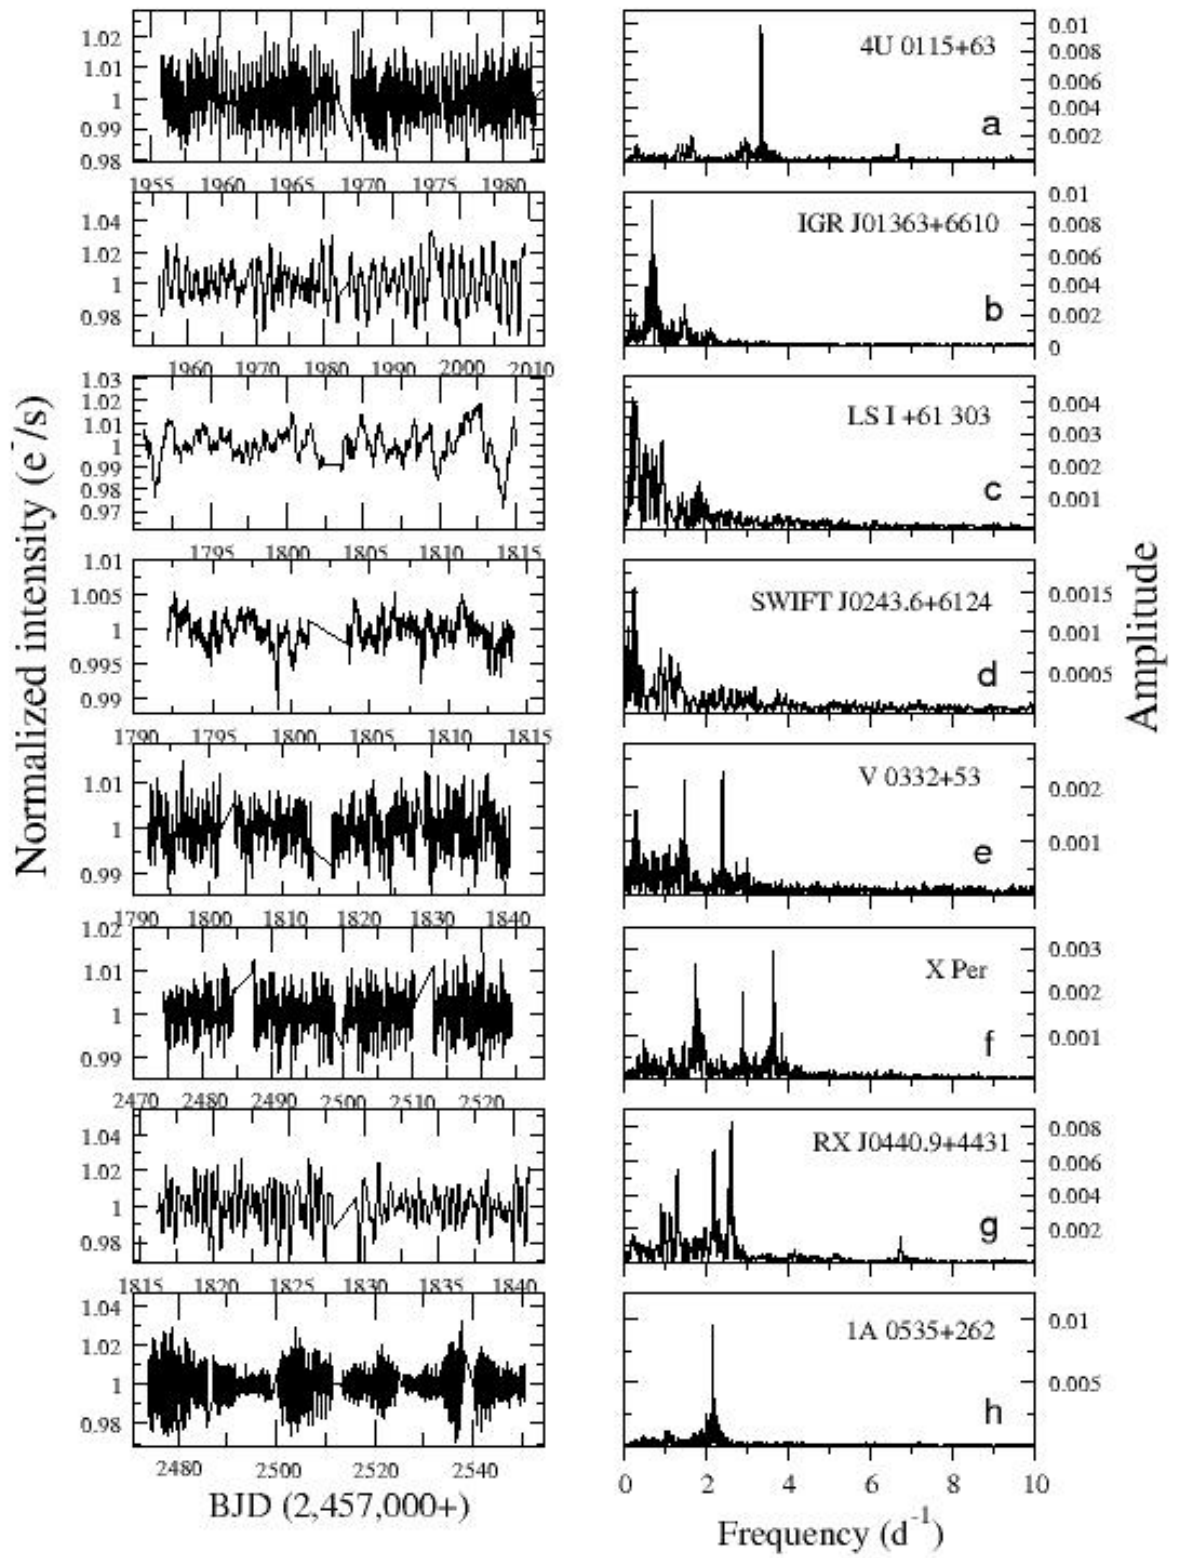 Normalized intensity (e⁻/s)
1.02
1.01
1
0.99
0.98
1955 1960 1965 1970 1975 1980
4U 0115+63
a
0.01
0.008
0.006
0.004
0.002
1.04
1.02
1
0.98
1960 1970 1980 1990 2000 2010
IGR J01363+6610
b
0.01
0.008
0.006
0.004
0.002
0
1.03
1.02
1.01
1
0.99
0.98
0.97
1795 1800 1805 1810 1815
LS I +61 303
c
0.004
0.003
0.002
0.001
1.01
1.005
1
0.995
0.99
1790 1795 1800 1805 1810 1815
SWIFT J0243.6+6124
d
0.0015
0.001
0.0005
1.01
1
0.99
1790 1800 1810 1820 1830 1840
V 0332+53
e
0.002
0.001
1.02
1.01
1
0.99
2470 2480 2490 2500 2510 2520
X Per
f
0.003
0.002
0.001
1.04
1.02
1
0.98
1815 1820 1825 1830 1835 1840
RX J0440.9+4431
g
0.008
0.006
0.004
0.002
1.04
1.02
1
0.98
2480 2500 2520 2540
1A 0535+262
h
0.01
0.005
0 2 4 6 8 10
BJD (2,457,000+)
Frequency (d⁻¹)
Amplitude